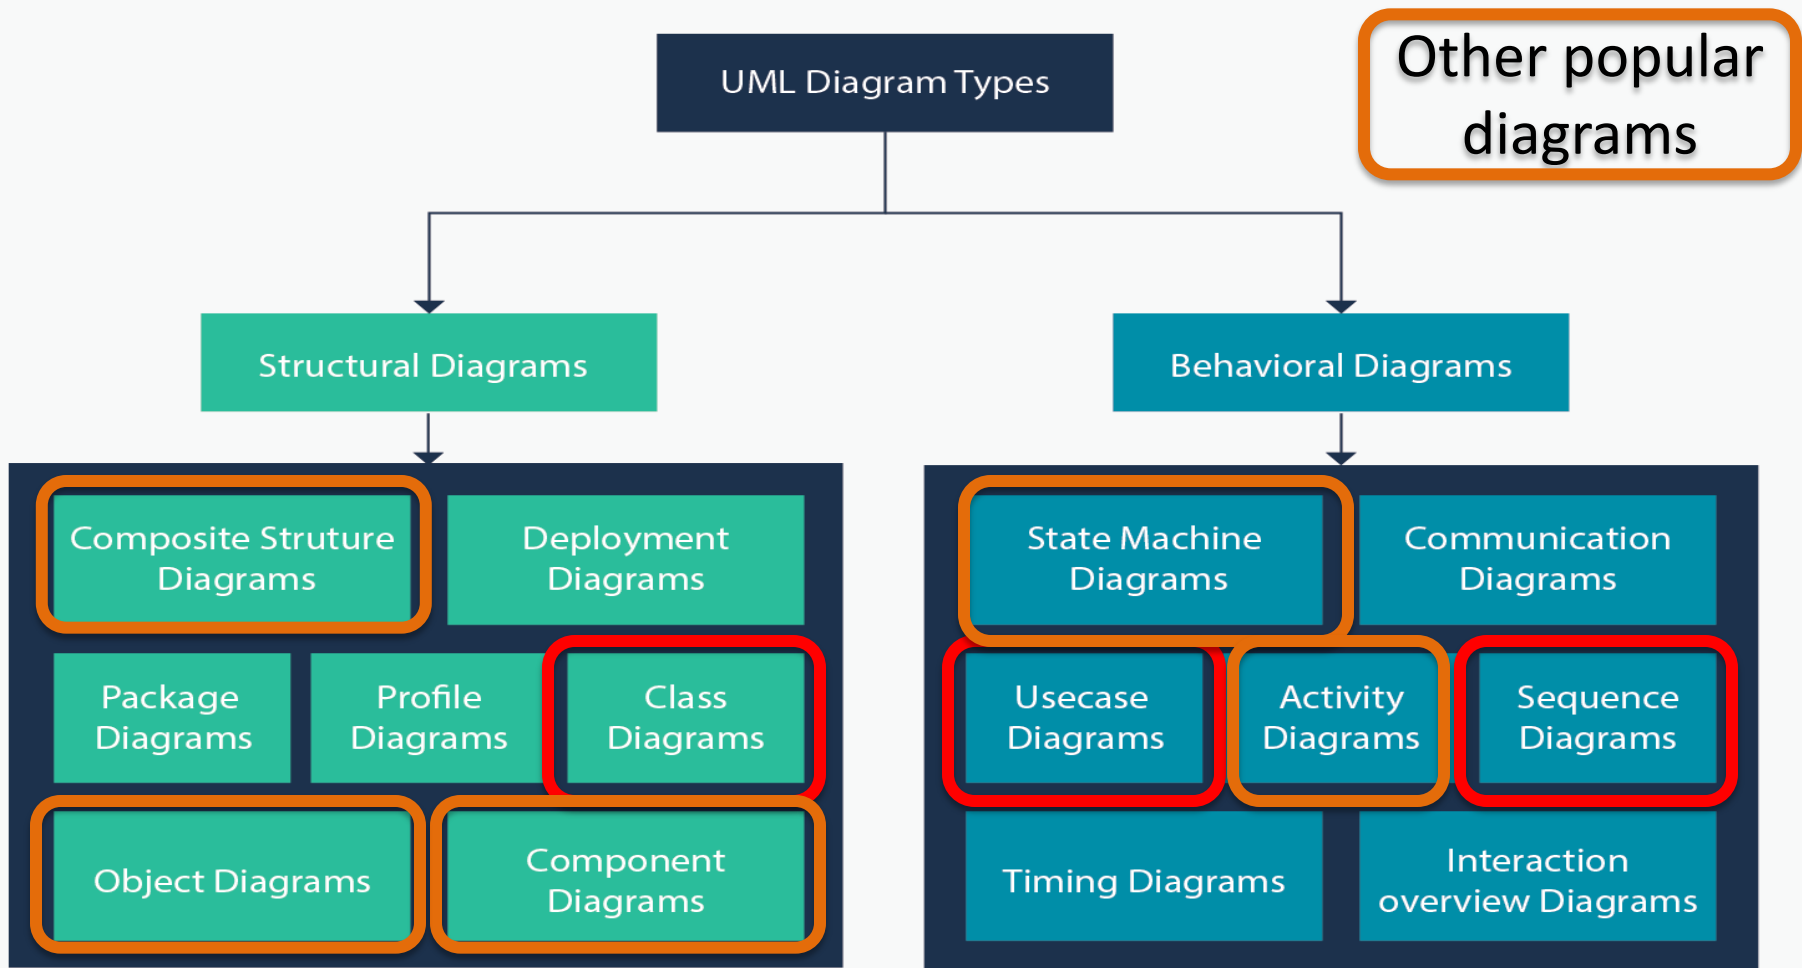 Other popular
diagrams
UML Diagram Types
Structural Diagrams
Behavioral Diagrams
Composite Struture
Diagrams
Deployment
Diagrams
Package
Diagrams
Profile
Diagrams
Class
Diagrams
Object Diagrams
Component
Diagrams
State Machine
Diagrams
Communication
Diagrams
Usecase
Diagrams
Activity
Diagrams
Sequence
Diagrams
Timing Diagrams
Interaction
overview Diagrams